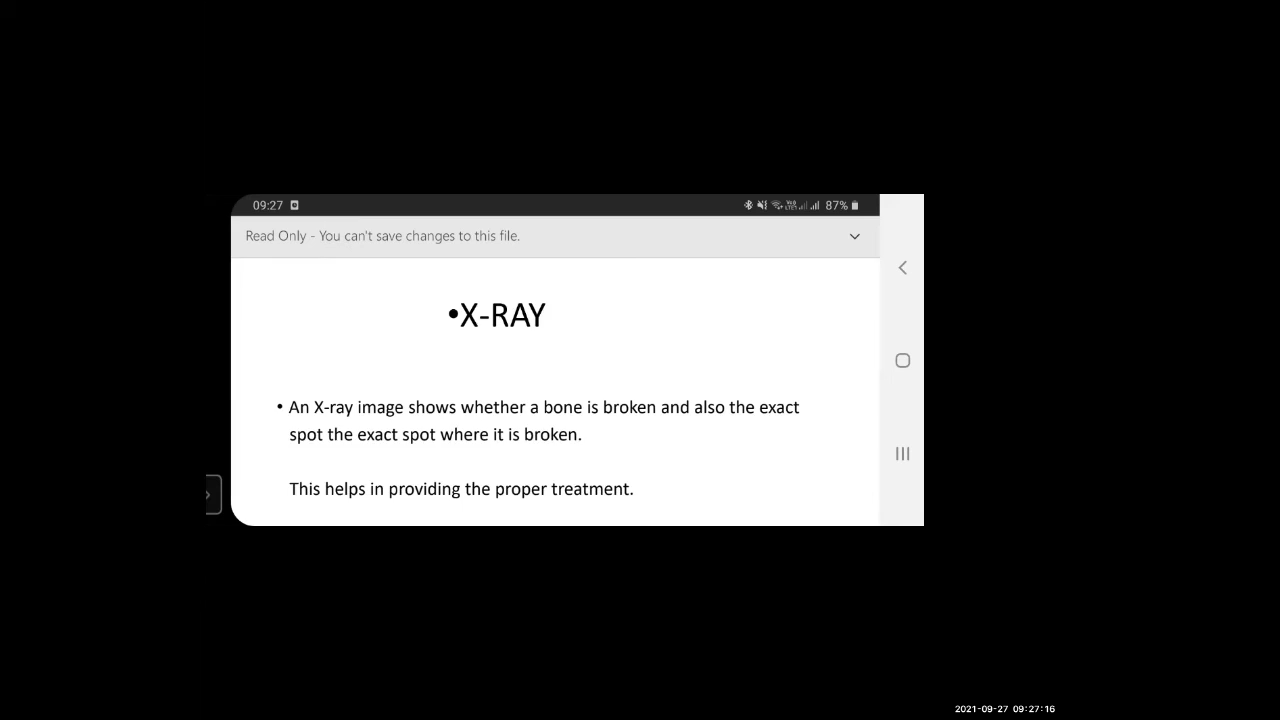 09:27 87%
Read Only - You can't save changes to this file.
•X-RAY
• An X-ray image shows whether a bone is broken and also the exact
spot the exact spot where it is broken.
This helps in providing the proper treatment.
2021-09-27 09:27:16